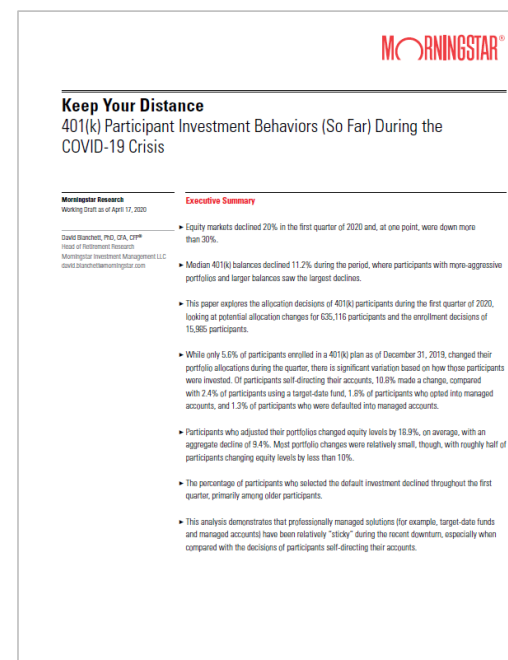 MORNINGSTAR®
Keep Your Distance
401(k) Participant Investment Behaviors (So Far) During the
COVID-19 Crisis
Morningstar Research
Working Draft as of April 17, 2020
David Blanchett, PhD, CFA, CFP®
Head of Retirement Research
Morningstar Investment Management LLC
david.blanchett@morningstar.com
Executive Summary
▸ Equity markets declined 20% in the first quarter of 2020 and, at one point, were down more
than 30%.
▸ Median 401(k) balances declined 11.2% during the period, where participants with more-aggressive
portfolios and larger balances saw the largest declines.
▸ This paper explores the allocation decisions of 401(k) participants during the first quarter of 2020,
looking at potential allocation changes for 635,116 participants and the enrollment decisions of
15,985 participants.
▸ While only 5.6% of participants enrolled in a 401(k) plan as of December 31, 2019, changed their
portfolio allocations during the quarter, there is significant variation based on how those participants
were invested. Of participants self-directing their accounts, 10.8% made a change, compared
with 2.4% of participants using a target-date fund, 1.8% of participants who opted into managed
accounts, and 1.3% of participants who were defaulted into managed accounts.
▸ Participants who adjusted their portfolios changed equity levels by 18.9%, on average, with an
aggregate decline of 9.4%. Most portfolio changes were relatively small, though, with roughly half of
participants changing equity levels by less than 10%.
▸ The percentage of participants who selected the default investment declined throughout the first
quarter, primarily among older participants.
▸ This analysis demonstrates that professionally managed solutions (for example, target-date funds
and managed accounts) have been relatively "sticky" during the recent downturn, especially when
compared with the decisions of participants self-directing their accounts.